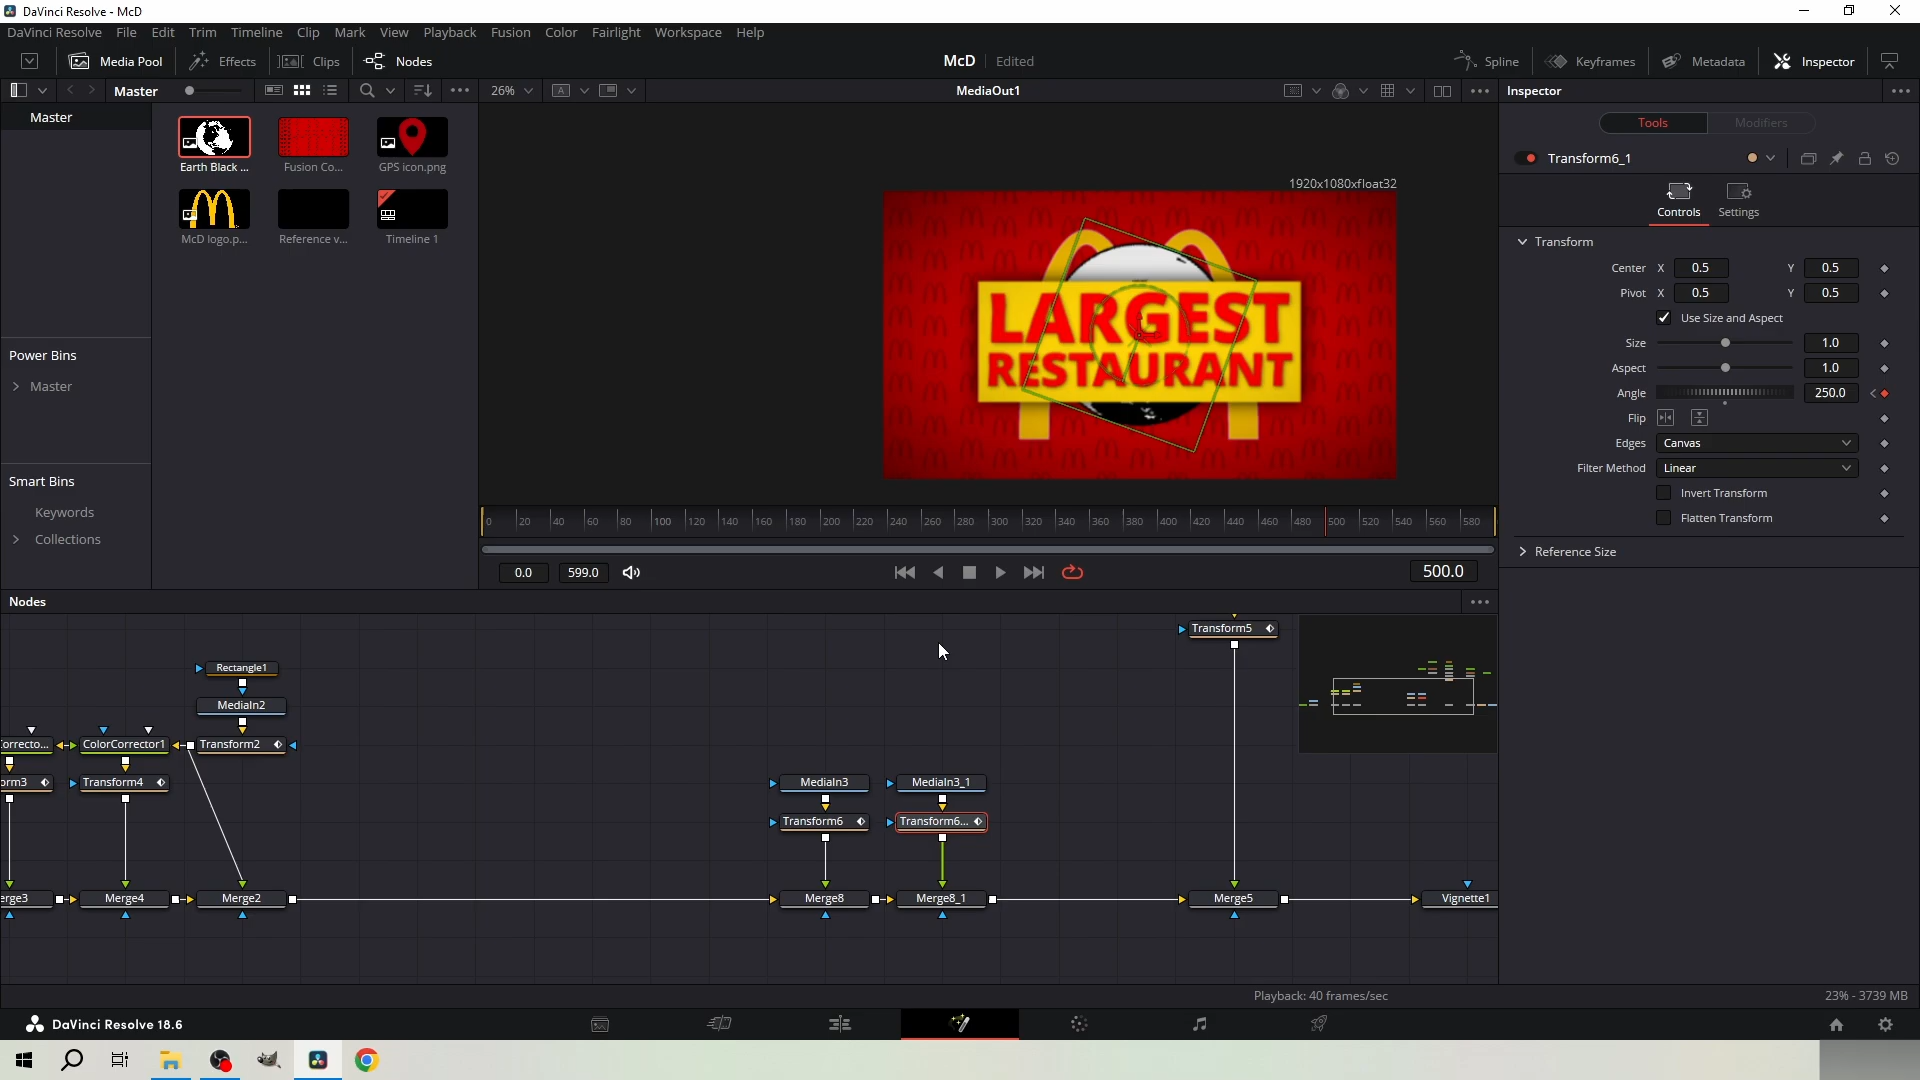 DaVinci Resolve - McD
DaVinci Resolve File Edit Trim Timeline Clip Mark View Playback Fusion Color Fairlight Workspace Help
Media Pool Effects Clips Nodes McD Edited Spline Keyframes Metadata Inspector
Master 26% A MediaOut1 Inspector
Master
Tools Modifiers
Transform6_1
Earth Black ... Fusion Co... GPS icon.png
McD logo.p... Reference v... Timeline 1
1920x1080xfloat32
LARGEST
RESTAURANT
Controls Settings
Transform
Center X 0.5 Y 0.5
Pivot X 0.5 Y 0.5
Use Size and Aspect
Size 1.0
Aspect 1.0
Angle 250.0
Flip
Edges Canvas
Filter Method Linear
Invert Transform
Flatten Transform
Reference Size
Power Bins
Master
Smart Bins
Keywords
Collections
0 20 40 60 80 100 120 140 160 180 200 220 240 260 280 300 320 340 360 380 400 420 440 460 480 500 520 540 560 580
0.0 599.0 500.0
Nodes
Transform5
Rectangle1
MediaIn2
orrecto... ColorCorrector1 Transform2
orm3 Transform4 MediaIn3 MediaIn3_1
Transform6 Transform6...
erge3 Merge4 Merge2 Merge8 Merge8_1 Merge5 Vignette1
Playback: 40 frames/sec 23% - 3739 MB
DaVinci Resolve 18.6